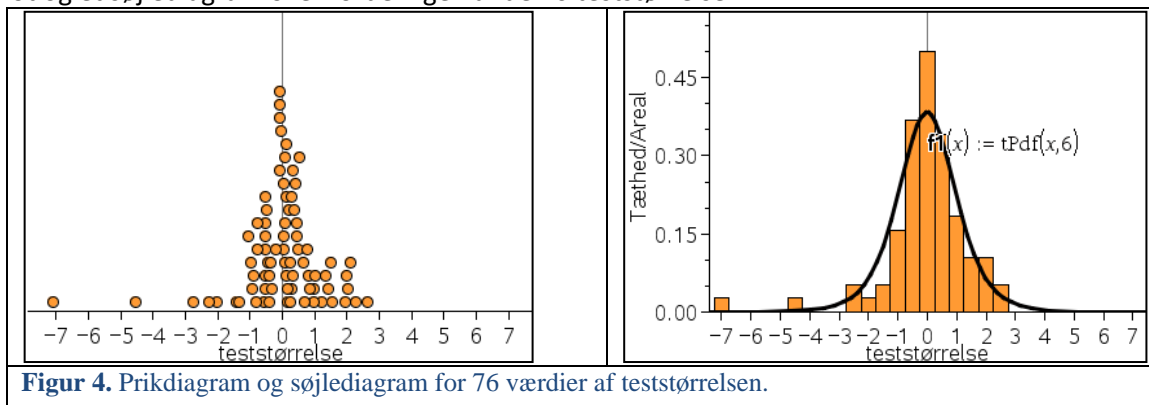 −7 −6 −5 −4 −3 −2 −1 0 1 2 3 4 5 6 7
teststørrelse
Tæthed/Areal
0.45
0.30
0.15
0.00
f1(x) := tPdf(x,6)
−7 −6 −5 −4 −3 −2 −1 0 1 2 3 4 5 6 7
teststørrelse
Figur 4. Prikdiagram og søjlediagram for 76 værdier af teststørrelsen.